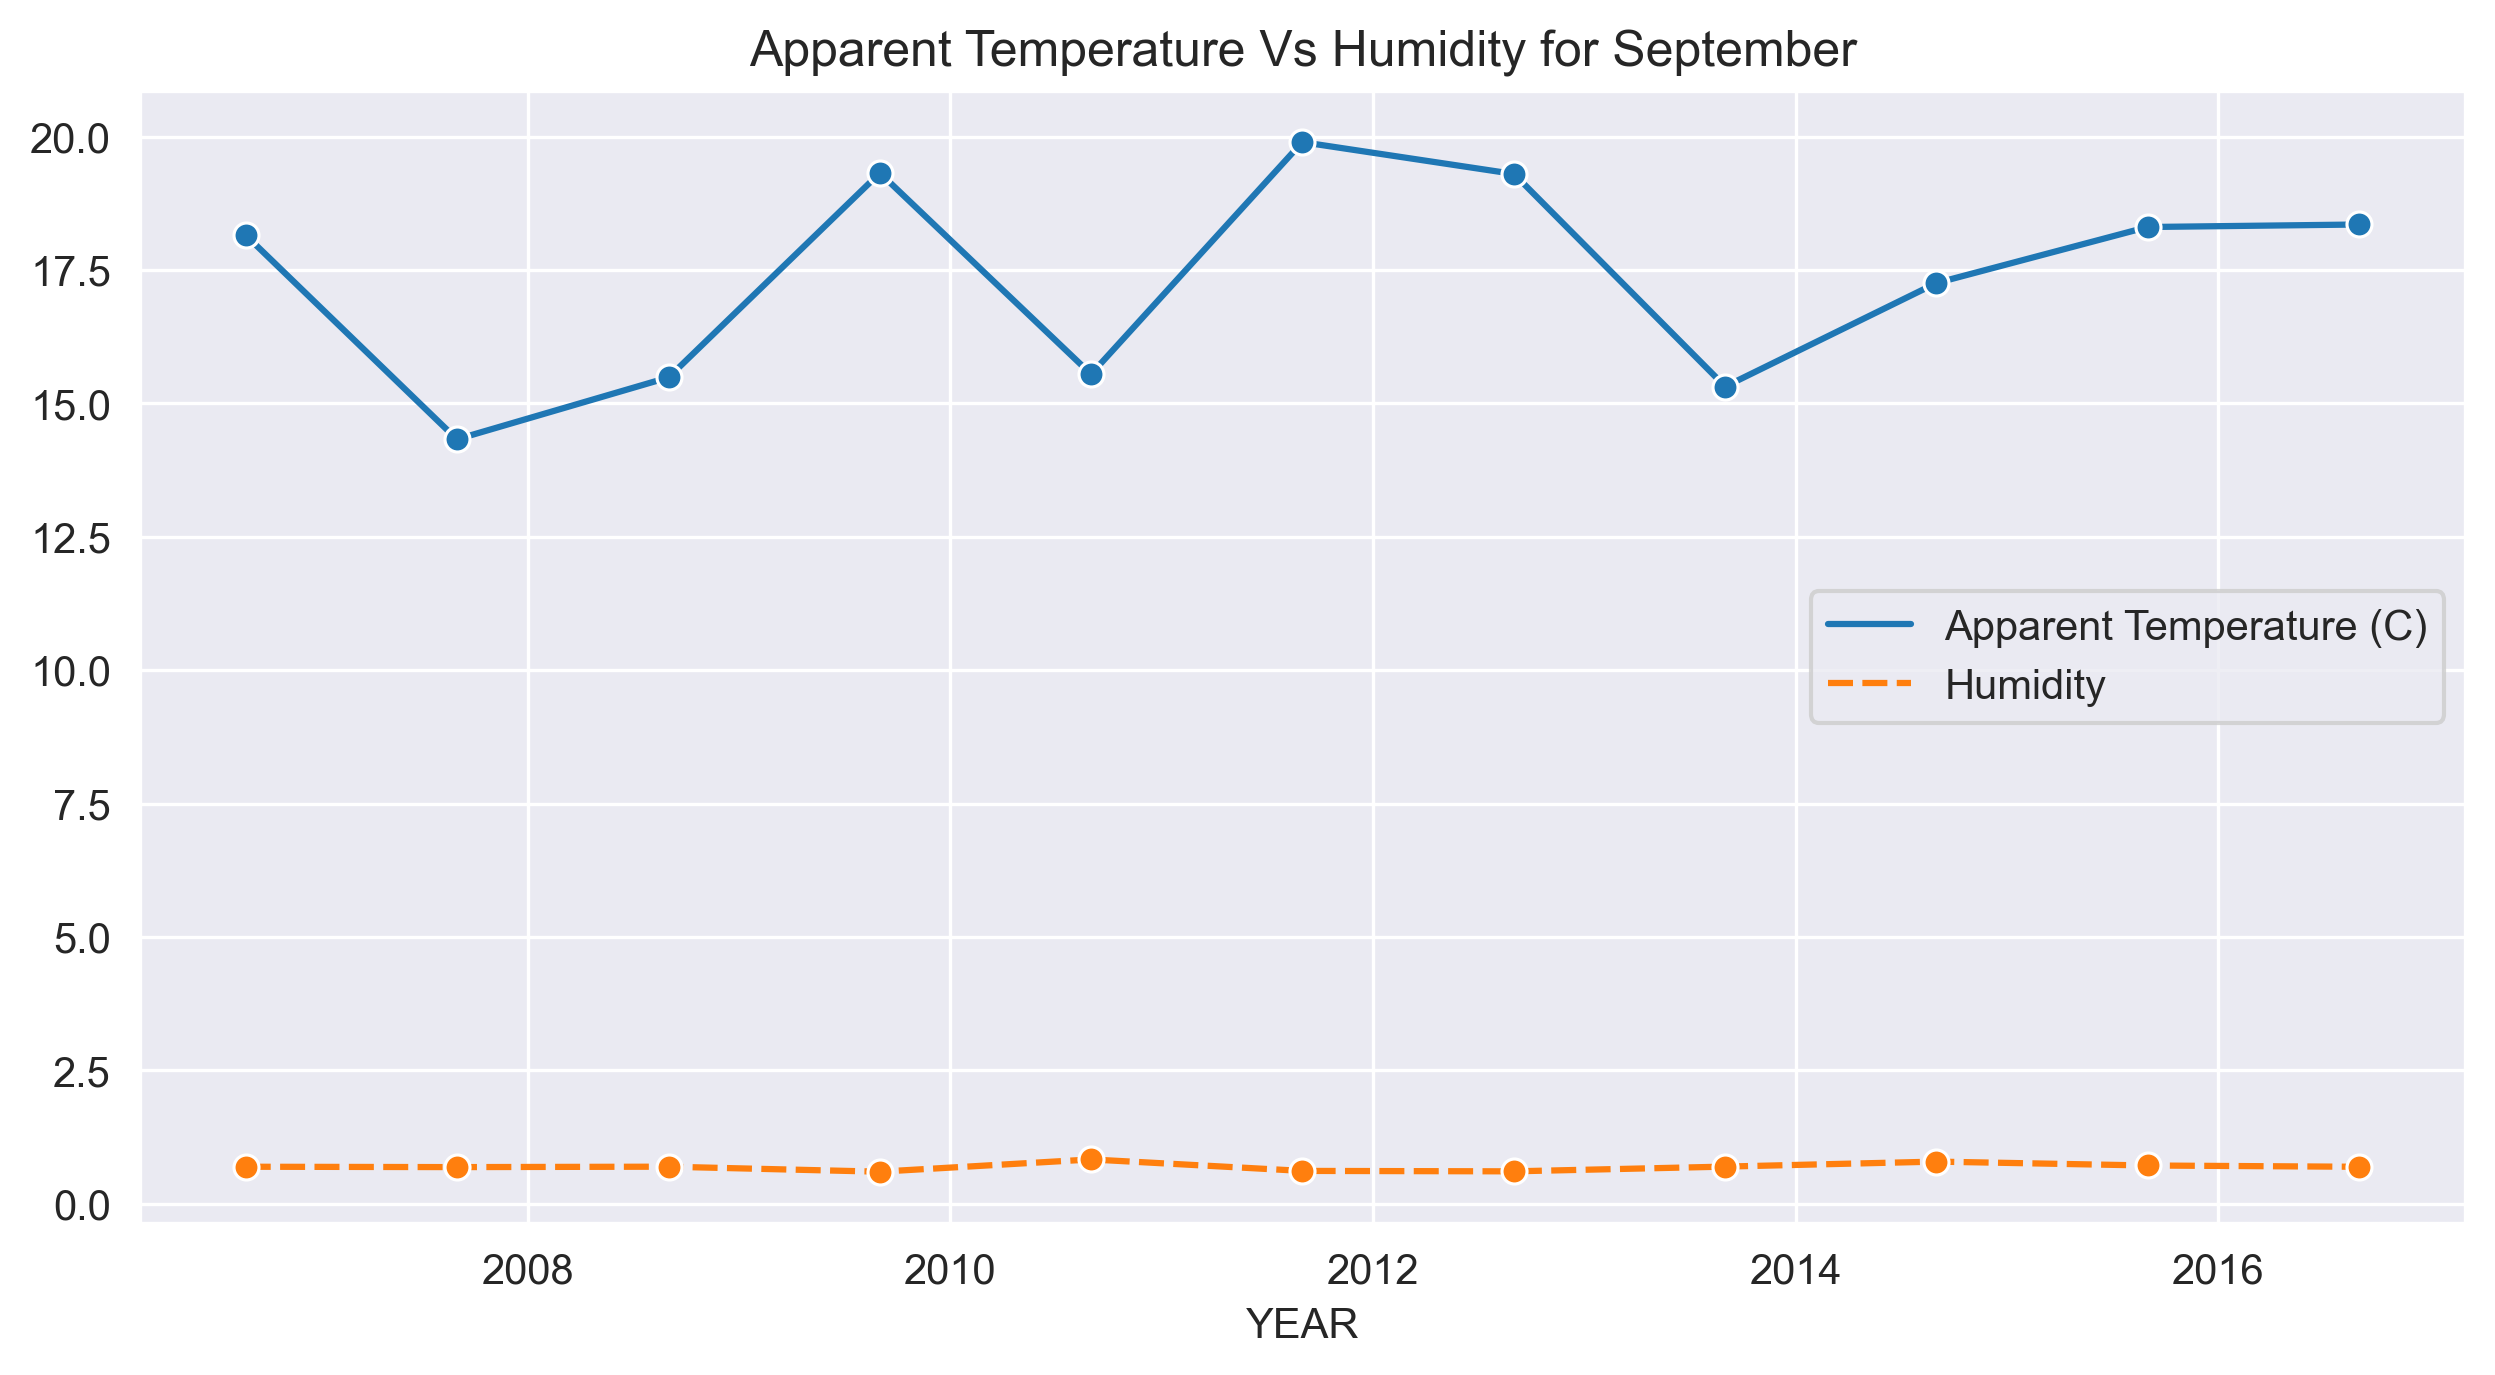 Apparent Temperature Vs Humidity for September
20.0
17.5
15.0
12.5
10.0
7.5
5.0
2.5
0.0
Apparent Temperature (C)
Humidity
2008 2010 2012 2014 2016
YEAR